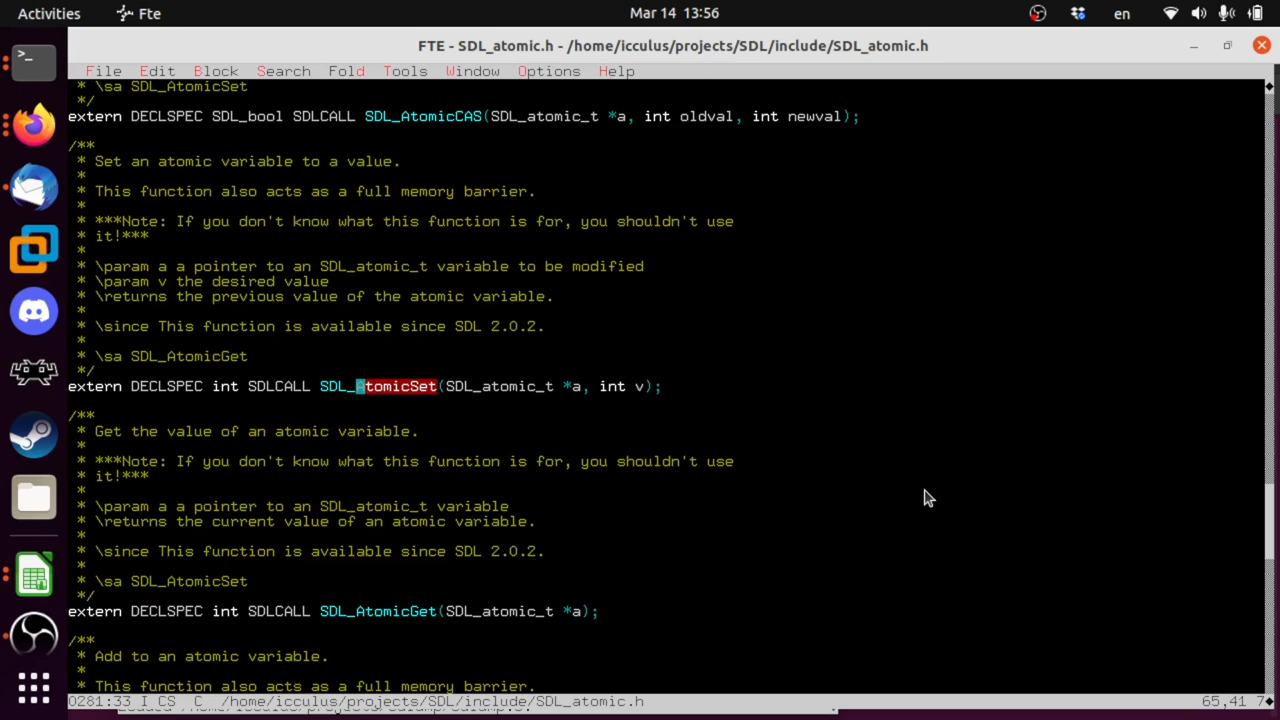 Activities
Fte
Mar 14 13:56
en
FTE - SDL_atomic.h - /home/icculus/projects/SDL/include/SDL_atomic.h
File Edit Block Search Fold Tools Window Options Help
* \sa SDL_AtomicSet
*/
extern DECLSPEC SDL_bool SDLCALL SDL_AtomicCAS(SDL_atomic_t *a, int oldval, int newval);
/**
* Set an atomic variable to a value.
*
* This function also acts as a full memory barrier.
*
* ***Note: If you don't know what this function is for, you shouldn't use
* it!***
*
* \param a a pointer to an SDL_atomic_t variable to be modified
* \param v the desired value
* \returns the previous value of the atomic variable.
*
* \since This function is available since SDL 2.0.2.
*
* \sa SDL_AtomicGet
*/
extern DECLSPEC int SDLCALL SDL_AtomicSet(SDL_atomic_t *a, int v);
/**
* Get the value of an atomic variable.
*
* ***Note: If you don't know what this function is for, you shouldn't use
* it!***
*
* \param a a pointer to an SDL_atomic_t variable
* \returns the current value of an atomic variable.
*
* \since This function is available since SDL 2.0.2.
*
* \sa SDL_AtomicSet
*/
extern DECLSPEC int SDLCALL SDL_AtomicGet(SDL_atomic_t *a);
/**
* Add to an atomic variable.
*
* This function also acts as a full memory barrier.
0281:33 I CS C /home/icculus/projects/SDL/include/SDL_atomic.h 65,41 7